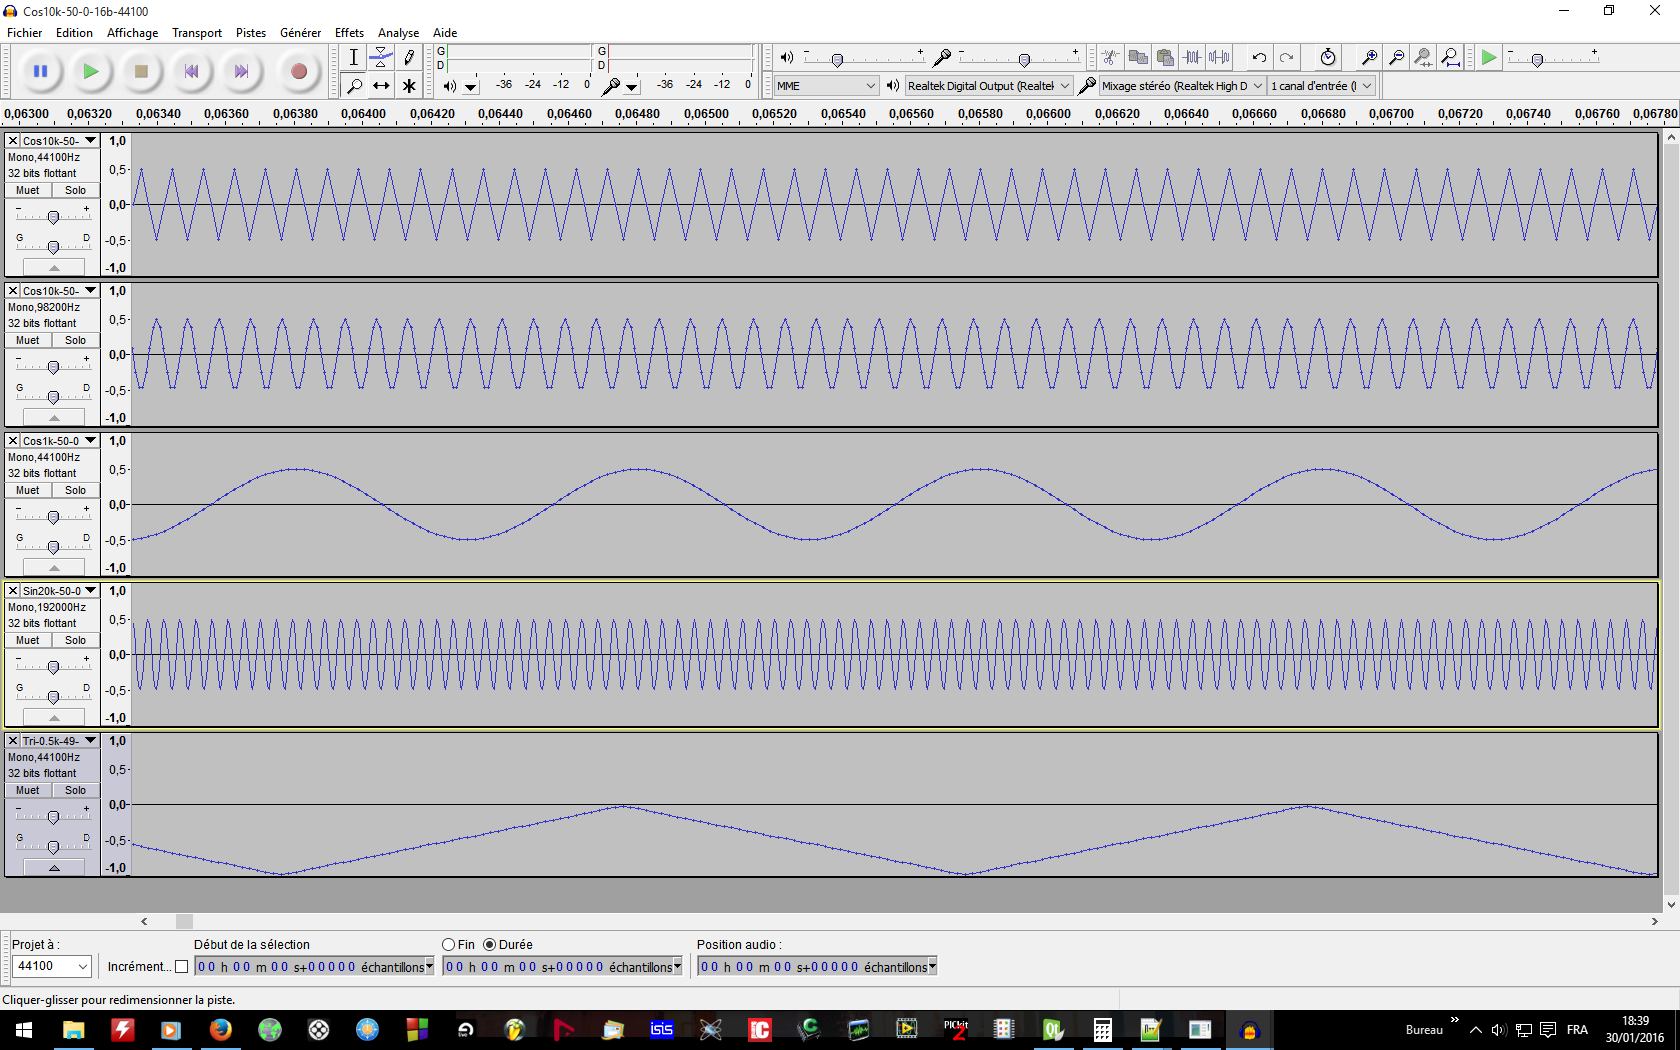 Cos10k-50-0-16b-44100
Fichier Edition Affichage Transport Pistes Générer Effets Analyse Aide
G G
D D
-36 -24 -12 0 -36 -24 -12 0
MME Realtek Digital Output (Realtek Mixage stéréo (Realtek High D 1 canal d'entrée (
0,06300 0,06320 0,06340 0,06360 0,06380 0,06400 0,06420 0,06440 0,06460 0,06480 0,06500 0,06520 0,06540 0,06560 0,06580 0,06600 0,06620 0,06640 0,06660 0,06680 0,06700 0,06720 0,06740 0,06760 0,06780
Cos10k-50- 1,0
Mono,44100Hz
32 bits flottant 0,5
Muet Solo
- + 0,0
G D -0,5
-1,0
Cos10k-50- 1,0
Mono,98200Hz
32 bits flottant 0,5
Muet Solo
- + 0,0
G D -0,5
-1,0
Cos1k-50-0 1,0
Mono,44100Hz
32 bits flottant 0,5
Muet Solo
- + 0,0
G D -0,5
-1,0
Sin20k-50-0 1,0
Mono,192000Hz
32 bits flottant 0,5
Muet Solo
- + 0,0
G D -0,5
-1,0
Tri-0.5k-49- 1,0
Mono,44100Hz
32 bits flottant 0,5
Muet Solo
- + 0,0
G D -0,5
-1,0
Projet à : Début de la sélection Fin Durée Position audio :
44100 Incrément... 00 h 00 m 00 s+00000 échantillons 00 h 00 m 00 s+00000 échantillons 00 h 00 m 00 s+00000 échantillons
Cliquer-glisser pour redimensionner la piste.
live isis iC PICkit 2 Qt Bureau » FRA 18:39
30/01/2016